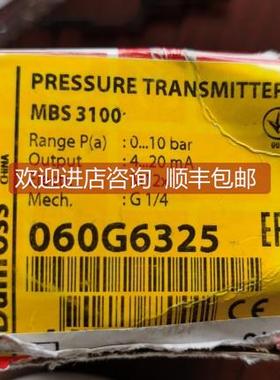 PRESSURE TRANSMITTER
MBS 3100
Range P(a) : 0...10 bar
Output : 4...20 mA
欢迎进店咨询 顺丰包邮
Mech. : G 1/4
060G6325
Danfoss
CHINA